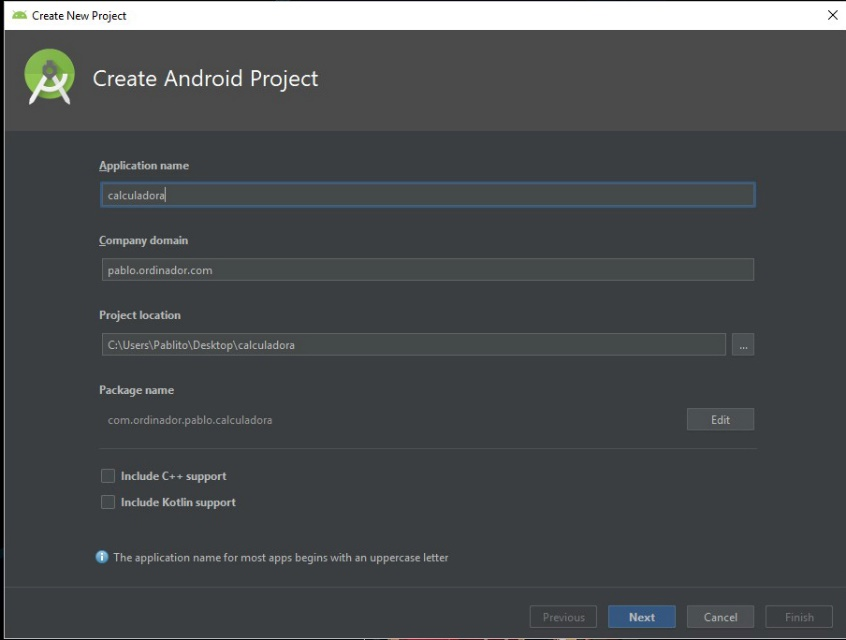 Create New Project
Create Android Project
Application name
calculadora
Company domain
pablo.ordinador.com
Project location
C:\Users\Pablito\Desktop\calculadora
...
Package name
com.ordinador.pablo.calculadora
Edit
Include C++ support
Include Kotlin support
The application name for most apps begins with an uppercase letter
Previous
Next
Cancel
Finish